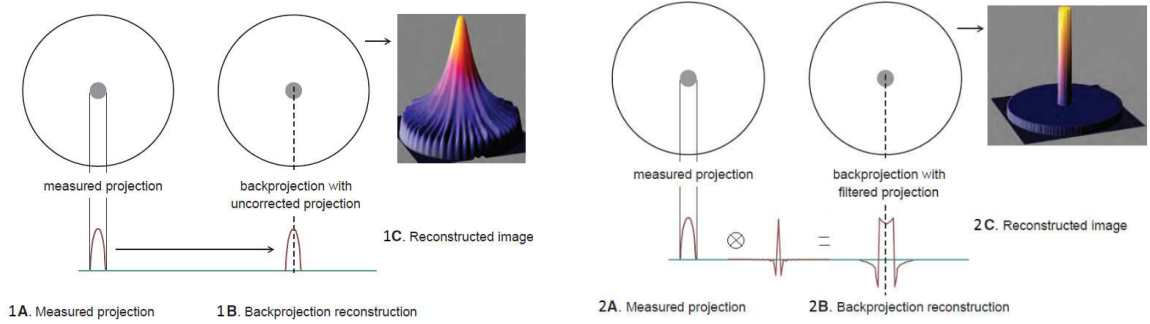 measured projection
backprojection with
uncorrected projection
1C. Reconstructed image
1A. Measured projection
1B. Backprojection reconstruction
measured projection
backprojection with
filtered projection
2C. Reconstructed image
⊗
=
2A. Measured projection
2B. Backprojection reconstruction